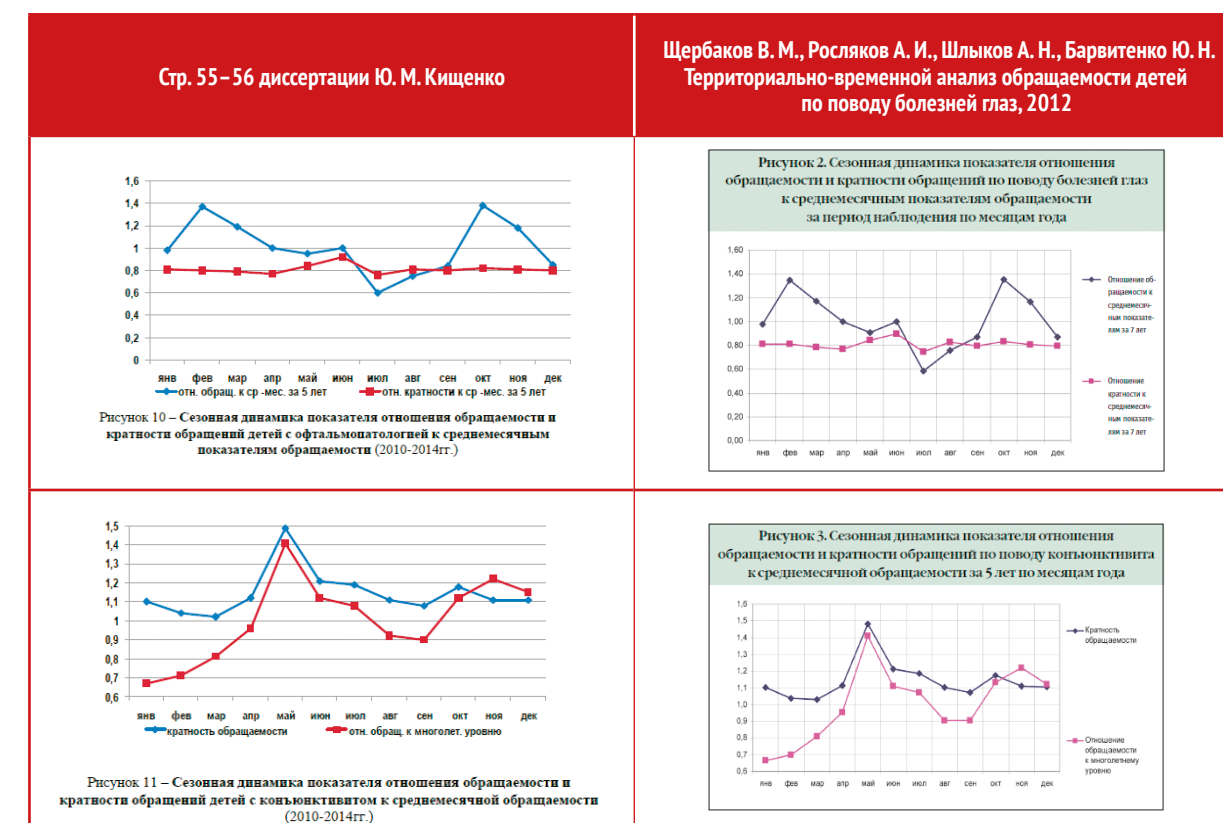 Стр. 55–56 диссертации Ю. М. Кищенко
Щербаков В. М., Росляков А. И., Шлыков А. Н., Барвитенко Ю. Н.
Территориально-временной анализ обращаемости детей
по поводу болезней глаз, 2012
1,6
1,4
1,2
1
0,8
0,6
0,4
0,2
0
янв фев мар апр май июн июл авг сен окт ноя дек
отн. обращ. к ср -мес. за 5 лет отн. кратности к ср -мес. за 5 лет
Рисунок 10 – Сезонная динамика показателя отношения обращаемости и
кратности обращений детей с офтальмопатологией к среднемесячным
показателям обращаемости (2010-2014гг.)
Рисунок 2. Сезонная динамика показателя отношения
обращаемости и кратности обращений по поводу болезней глаз
к среднемесячным показателям обращаемости
за период наблюдения по месяцам года
1,60
1,40
1,20
1,00
0,80
0,60
0,40
0,20
0,00
янв фев мар апр май июн июл авг сен окт ноя дек
Отношение об-
ращаемости к
среднемесяч-
ным показате-
лям за 7 лет
Отношение
кратности к
среднемесяч-
ным показате-
лям за 7 лет
1,5
1,4
1,3
1,2
1,1
1
0,9
0,8
0,7
0,6
янв фев мар апр май июн июл авг сен окт ноя дек
кратность обращаемости отн. обращ. к многолет. уровню
Рисунок 11 – Сезонная динамика показателя отношения обращаемости и
кратности обращений детей с конъюнктивитом к среднемесячной обращаемости
(2010-2014гг.)
Рисунок 3. Сезонная динамика показателя отношения
обращаемости и кратности обращений по поводу конъюнктивита
к среднемесячной обращаемости за 5 лет по месяцам года
1,6
1,5
1,4
1,3
1,2
1,1
0,9
0,8
0,7
0,6
янв фев мар апр май июн июл авг сен окт ноя дек
Кратность
обращаемости
Отношение
обращаемости
к многолетнему
уровню